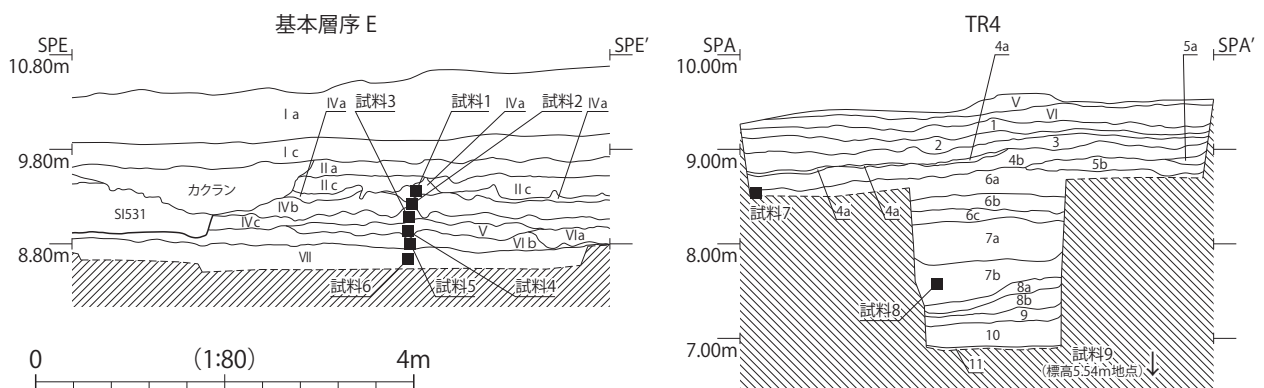 基本層序 E
SPE
SPE’
10.80m
Ⅳa
試料3
試料1
Ⅳa
試料2
Ⅳa
Ⅰa
9.80m
Ⅰc
Ⅱa
カクラン
Ⅱc
Ⅱc
SI531
Ⅳb
Ⅳc
Ⅴ
Ⅵa
Ⅵb
8.80m
Ⅶ
試料6
試料5
試料4
0
(1:80)
4m
TR4
SPA
4a
5a
SPA’
10.00m
Ⅴ
Ⅵ
1
2
3
9.00m
4b
5b
6a
試料7
4a
4a
6b
6c
7a
8.00m
7b
8a
試料8
8b
9
10
7.00m
11
試料9
(標高5.54m地点)